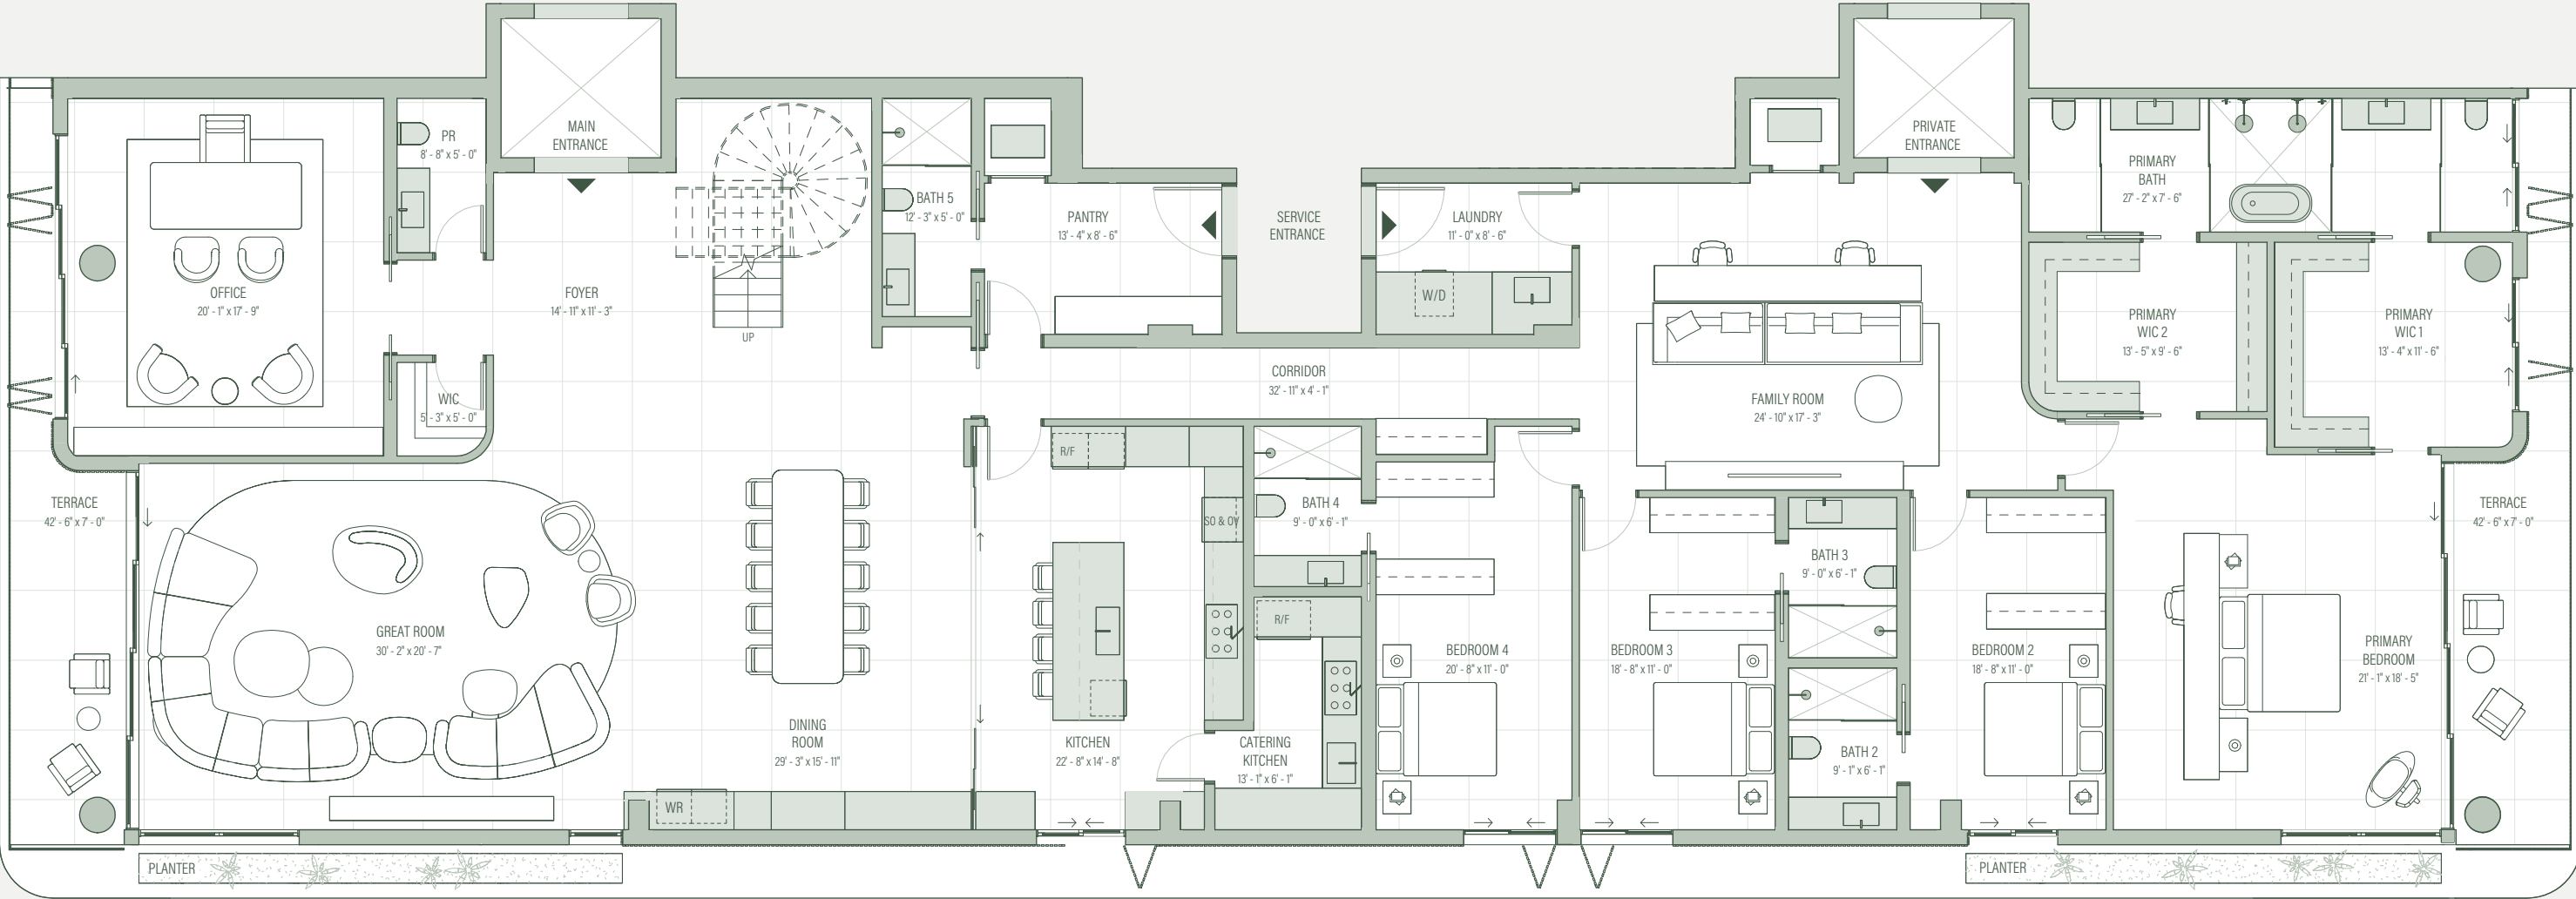 MAIN
ENTRANCE
PR
8' - 8" x 5' - 0"
OFFICE
20' - 1" x 17' - 9"
FOYER
14' - 11" x 11' - 3"
UP
WIC
5' - 3" x 5' - 0"
BATH 5
12' - 3" x 5' - 0"
PANTRY
13' - 4" x 8' - 6"
SERVICE
ENTRANCE
LAUNDRY
11' - 0" x 8' - 6"
W/D
CORRIDOR
32' - 11" x 4' - 1"
PRIVATE
ENTRANCE
FAMILY ROOM
24' - 10" x 17' - 3"
PRIMARY
BATH
27' - 2" x 7' - 6"
PRIMARY
WIC 2
13' - 5" x 9' - 6"
PRIMARY
WIC 1
13' - 4" x 11' - 6"
TERRACE
42' - 6" x 7' - 0"
GREAT ROOM
30' - 2" x 20' - 7"
DINING
ROOM
29' - 3" x 15' - 11"
WR
R/F
SO & OV
KITCHEN
22' - 8" x 14' - 8"
BATH 4
9' - 0" x 6' - 1"
R/F
CATERING
KITCHEN
13' - 1" x 6' - 1"
BEDROOM 4
20' - 8" x 11' - 0"
BEDROOM 3
18' - 8" x 11' - 0"
BATH 3
9' - 0" x 6' - 1"
BATH 2
9' - 1" x 6' - 1"
BEDROOM 2
18' - 8" x 11' - 0"
PRIMARY
BEDROOM
21' - 1" x 18' - 5"
TERRACE
42' - 6" x 7' - 0"
PLANTER
PLANTER